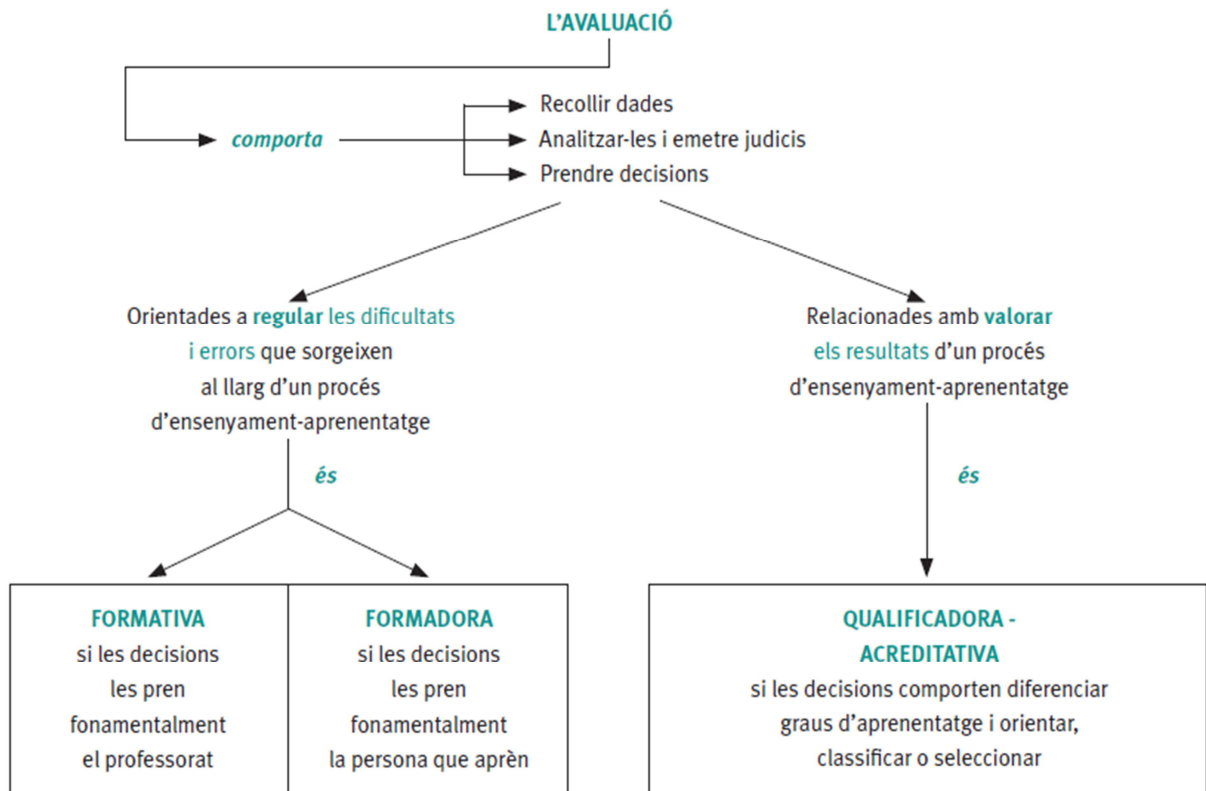 L'AVALUACIÓ
comporta
Recollir dades
Analitzar-les i emetre judicis
Prendre decisions
Orientades a regular les dificultats
i errors que sorgeixen
al llarg d'un procés
d'ensenyament-aprenentatge
és
FORMATIVA
si les decisions
les pren
fonamentalment
el professorat
FORMADORA
si les decisions
les pren
fonamentalment
la persona que aprèn
Relacionades amb valorar
els resultats d'un procés
d'ensenyament-aprenentatge
és
QUALIFICADORA -
ACREDITATIVA
si les decisions comporten diferenciar
graus d'aprenentatge i orientar,
classificar o seleccionar